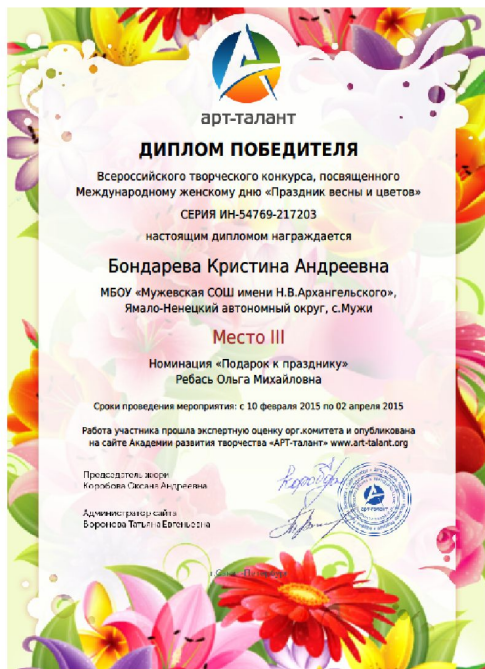 арт-талант
ДИПЛОМ ПОБЕДИТЕЛЯ
Всероссийского творческого конкурса, посвященного
Международному женскому дню «Праздник весны и цветов»
СЕРИЯ ИН-54769-217203
настоящим дипломом награждается
Бондарева Кристина Андреевна
МБОУ «Мужевская СОШ имени Н.В.Архангельского»,
Ямало-Ненецкий автономный округ, с.Мужи
Место III
Номинация «Подарок к празднику»
Ребась Ольга Михайловна
Сроки проведения мероприятия: с 10 февраля 2015 по 02 апреля 2015
Работа участника прошла экспертную оценку орг.комитета и опубликована
на сайте Академии развития творчества «АРТ-талант» www.art-talant.org
Председатель жюри
Коробова Оксана Андреевна
Администратор сайта
Воронова Татьяна Евгеньевна
арт-талант